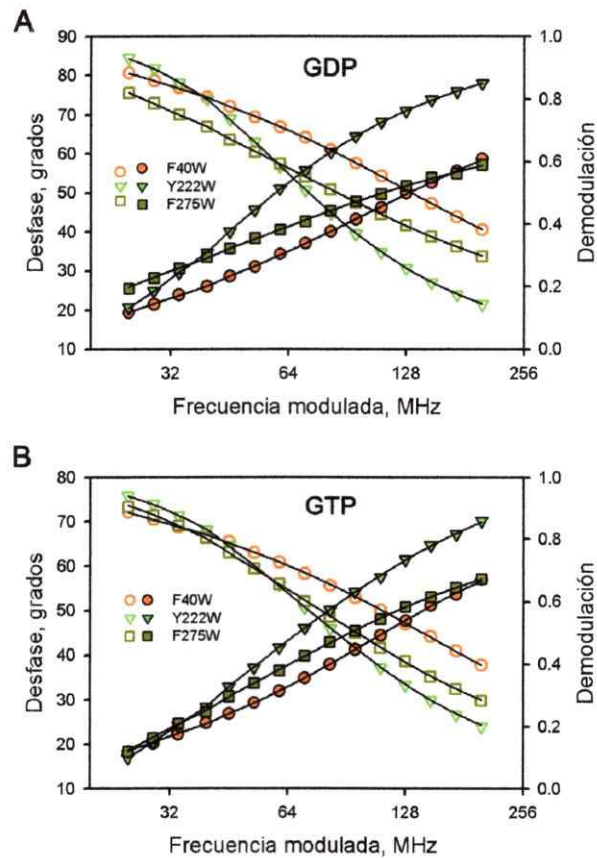 A
GDP
90
80
70
60
50
40
30
20
10
Desfase, grados
1.0
0.8
0.6
0.4
0.2
0.0
Demodulación
F40W
Y222W
F275W
32
64
128
256
Frecuencia modulada, MHz
B
GTP
80
70
60
50
40
30
20
10
Desfase, grados
1.0
0.8
0.6
0.4
0.2
0.0
Demodulación
F40W
Y222W
F275W
32
64
128
256
Frecuencia modulada, MHz